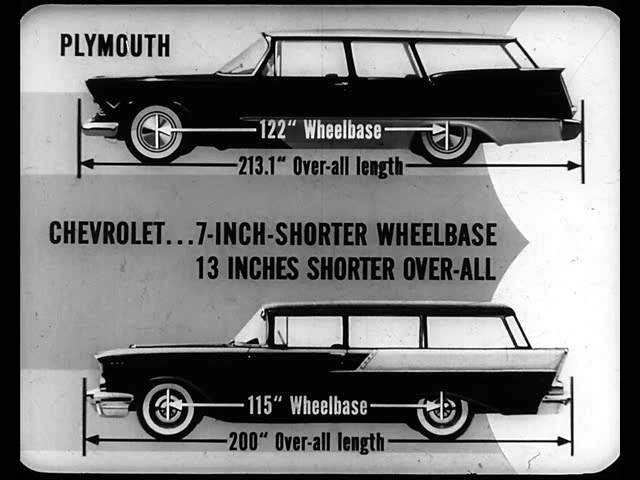 PLYMOUTH
122" Wheelbase
213.1" Over-all length
CHEVROLET...7-INCH-SHORTER WHEELBASE
13 INCHES SHORTER OVER-ALL
115" Wheelbase
200" Over-all length